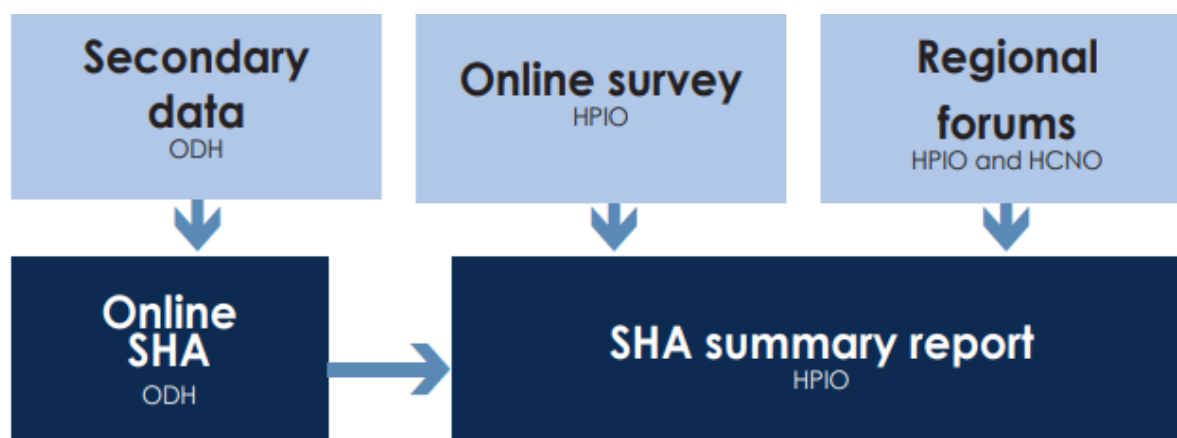 Secondary
data
ODH
Online survey
HPIO
Regional
forums
HPIO and HCNO
Online
SHA
ODH
SHA summary report
HPIO